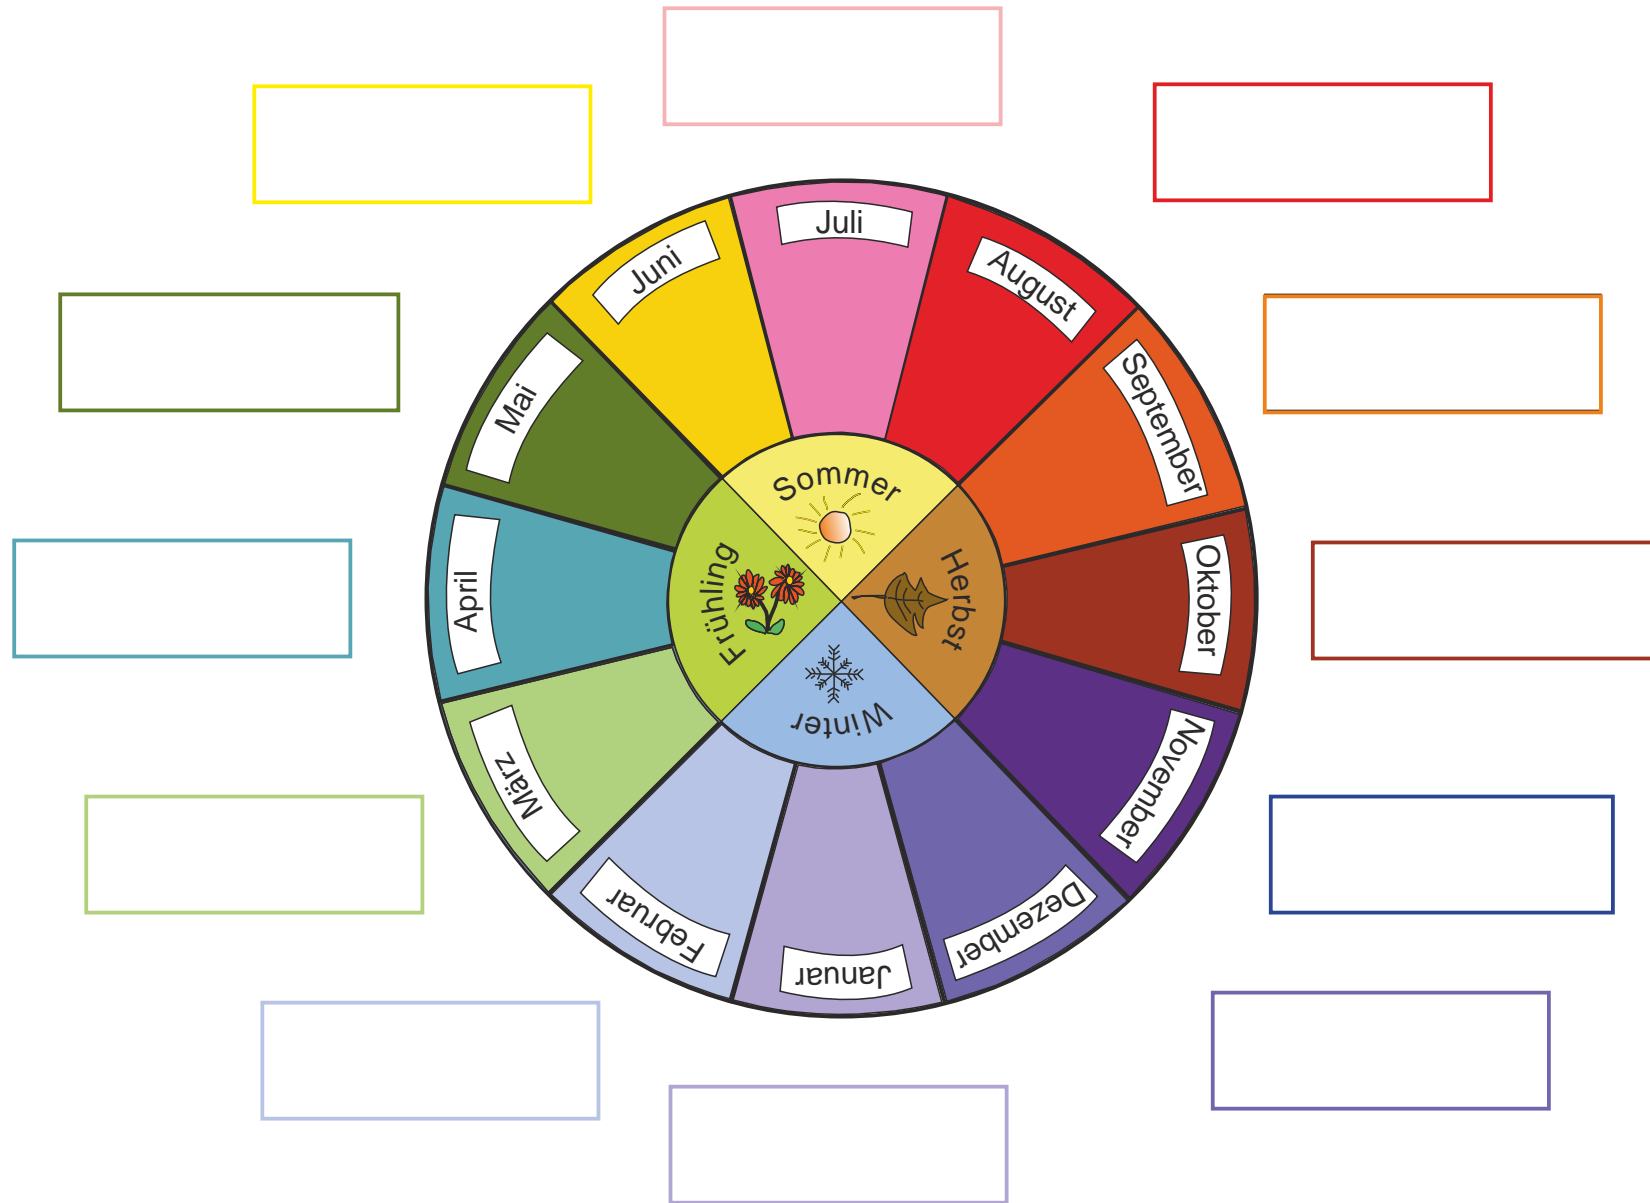 Juli
August
September
Oktober
November
Dezember
Januar
Februar
März
April
Mai
Juni
Sommer
Herbst
Winter
Frühling